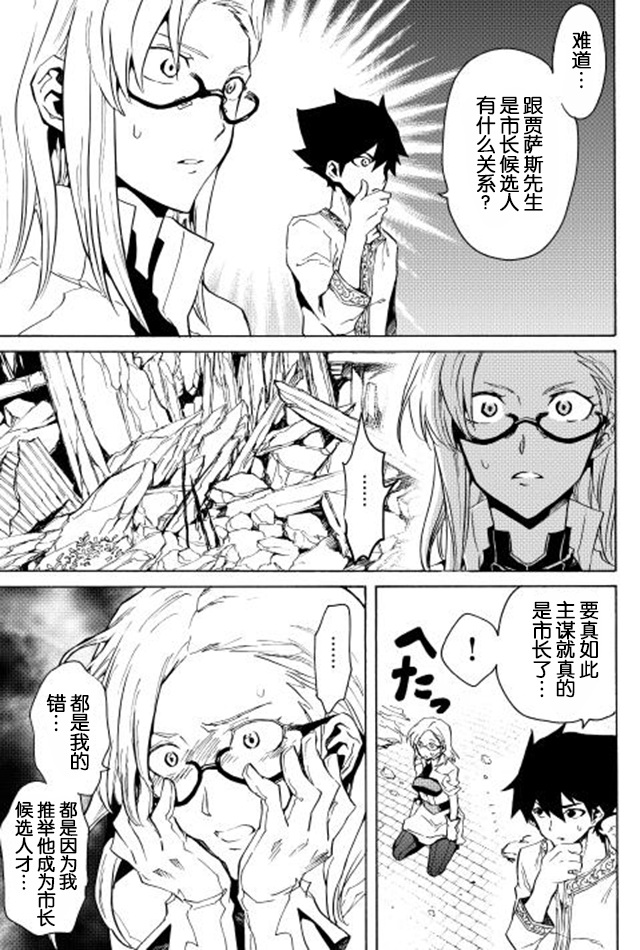 难道…
跟贾萨斯先生
是市长候选人
有什么关系？
……
要真如此
主谋就真的
是市长了…
！
へたっ
……
都是我的
错…
都是因为我
推举他成为市长
候选人才…